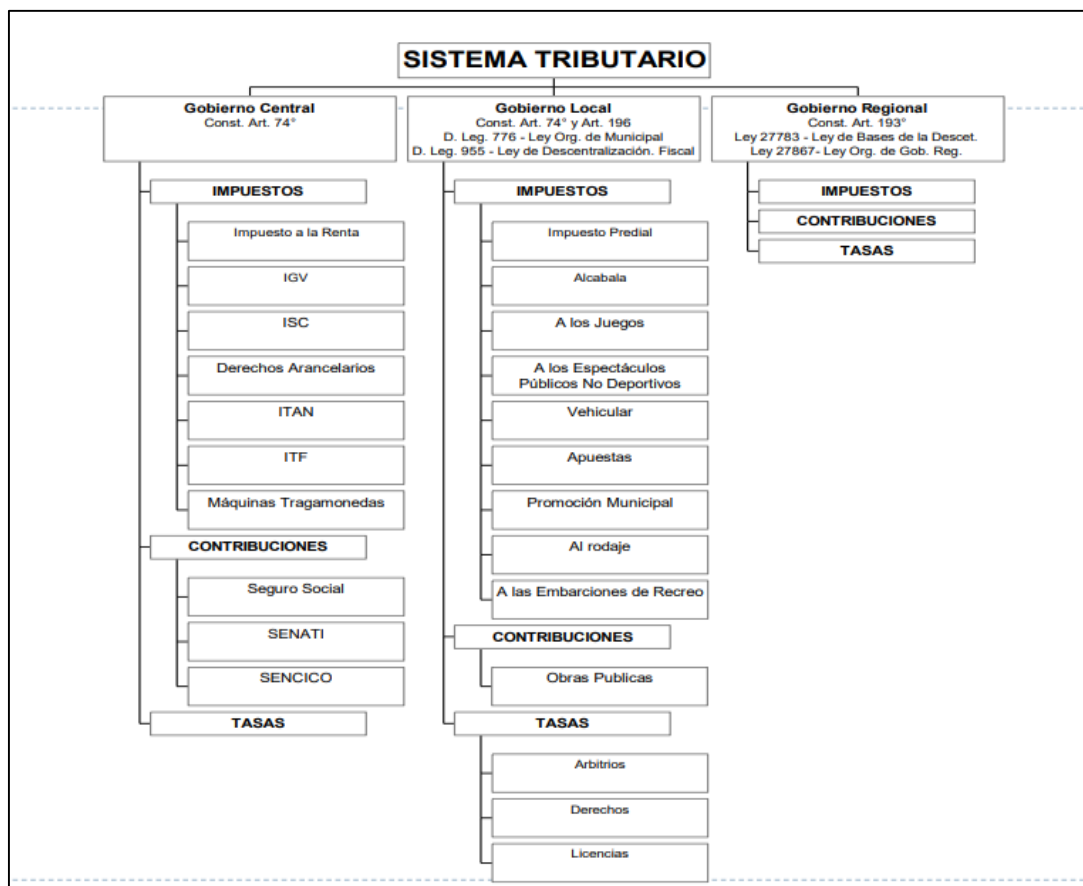 SISTEMA TRIBUTARIO
Gobierno Central
Const. Art. 74°
IMPUESTOS
Impuesto a la Renta
IGV
ISC
Derechos Arancelarios
ITAN
ITF
Máquinas Tragamonedas
CONTRIBUCIONES
Seguro Social
SENATI
SENCICO
TASAS
Gobierno Local
Const. Art. 74° y Art. 196
D. Leg. 776 - Ley Org. de Municipal
D. Leg. 955 - Ley de Descentralización. Fiscal
IMPUESTOS
Impuesto Predial
Alcabala
A los Juegos
A los Espectáculos
Públicos No Deportivos
Vehicular
Apuestas
Promoción Municipal
Al rodaje
A las Embarciones de Recreo
CONTRIBUCIONES
Obras Publicas
TASAS
Arbitrios
Derechos
Licencias
Gobierno Regional
Const. Art. 193°
Ley 27783 - Ley de Bases de la Descet.
Ley 27867- Ley Org. de Gob. Reg.
IMPUESTOS
CONTRIBUCIONES
TASAS